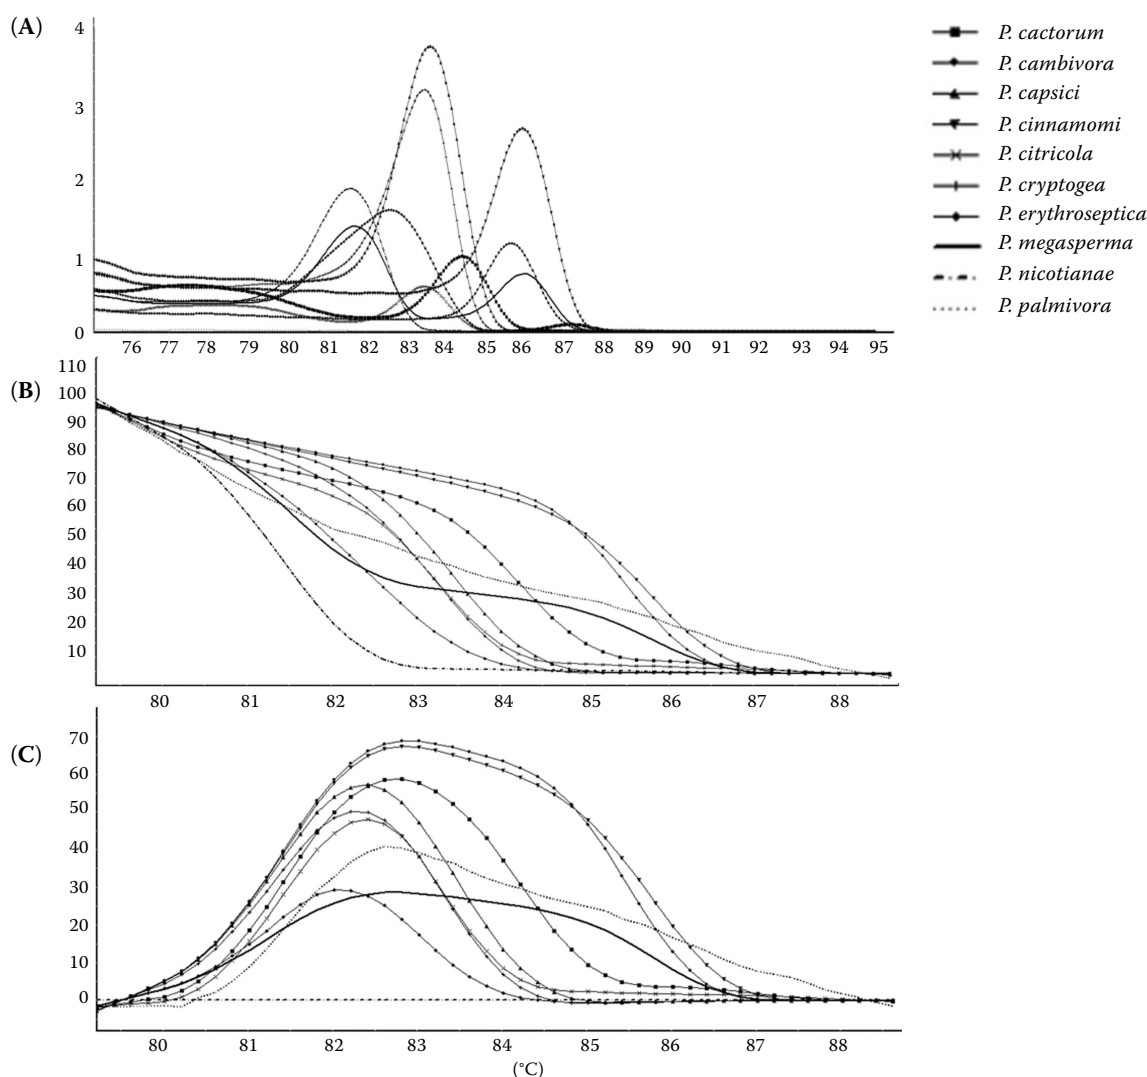 (A)
4
3
2
1
0
76 77 78 80 81 82 83 84 85 86 87 88 90 91 92 93 94 95
P. cactorum
P. cambivora
P. capsici
P. cinnamomi
P. citricola
P. cryptogea
P. erythroseptica
P. megasperma
P. nicotianae
P. palmivora
(B)
110
100
90
80
70
60
50
40
30
20
10
80 81 82 83 84 85 86 87 88
(C)
70
60
50
40
30
20
10
0
80 81 82 83 84 85 86 87 88
(°C)